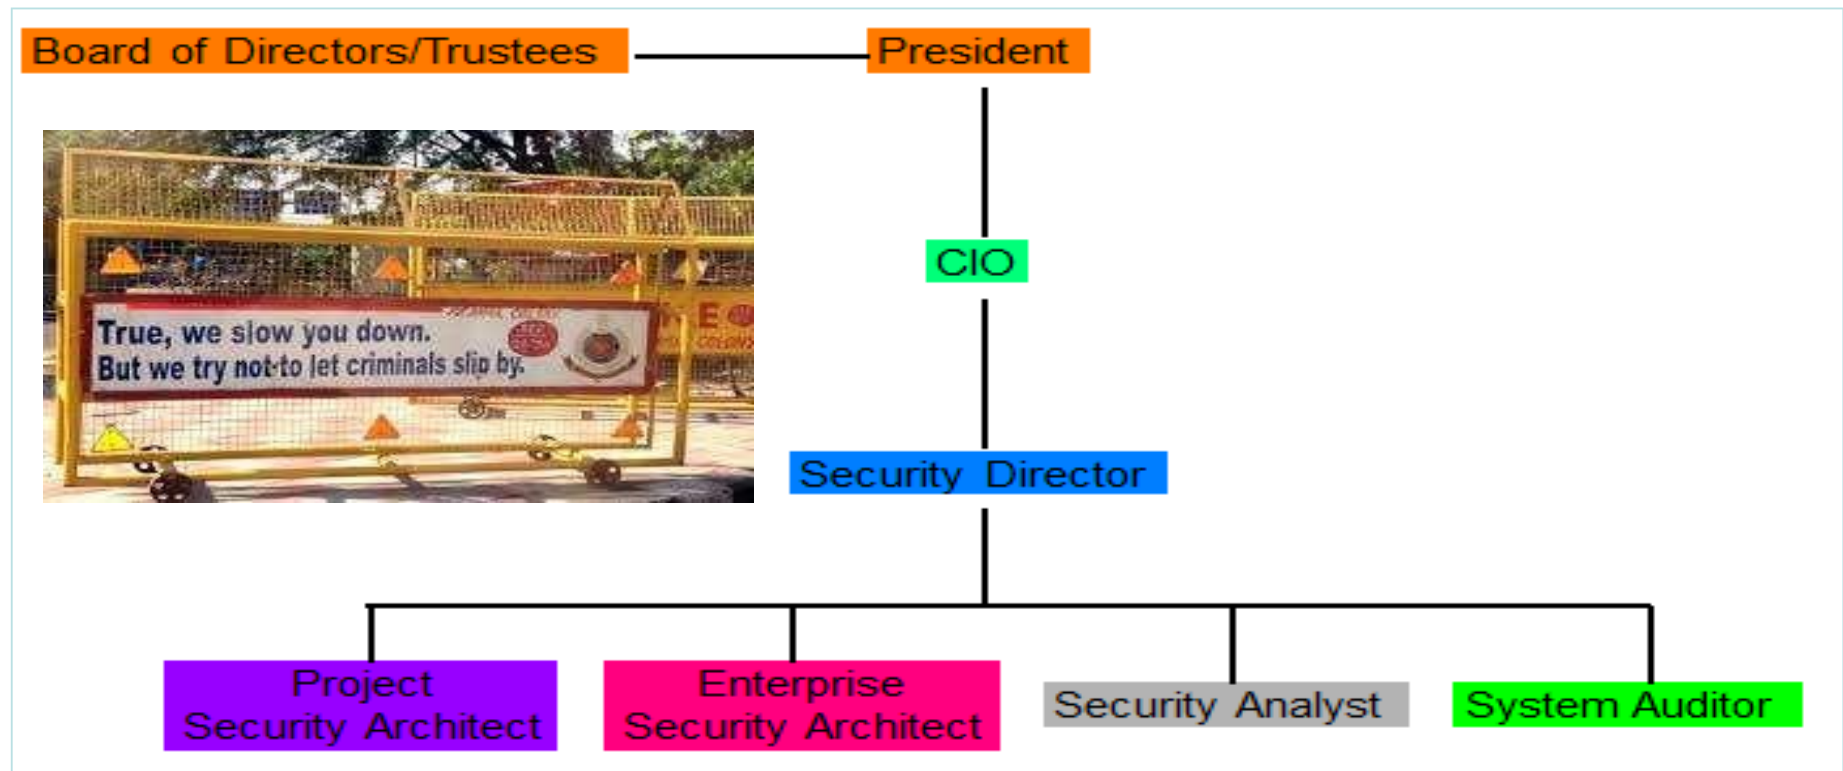 Board of Directors/Trustees
President
True, we slow you down.
But we try not to let criminals slip by.
CIO
Security Director
Project
Security Architect
Enterprise
Security Architect
Security Analyst
System Auditor